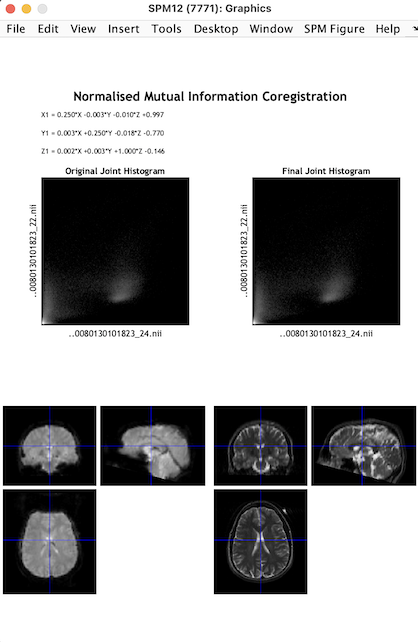 SPM12 (7771): Graphics
File Edit View Insert Tools Desktop Window SPM Figure Help
Normalised Mutual Information Coregistration
X1 = 0.250*X -0.003*Y -0.010*Z +0.997
Y1 = 0.003*X +0.250*Y -0.018*Z -0.770
Z1 = 0.002*X +0.003*Y +1.000*Z -0.146
Original Joint Histogram
..0080130101823_22.nii
..0080130101823_24.nii
Final Joint Histogram
..0080130101823_22.nii
..0080130101823_24.nii